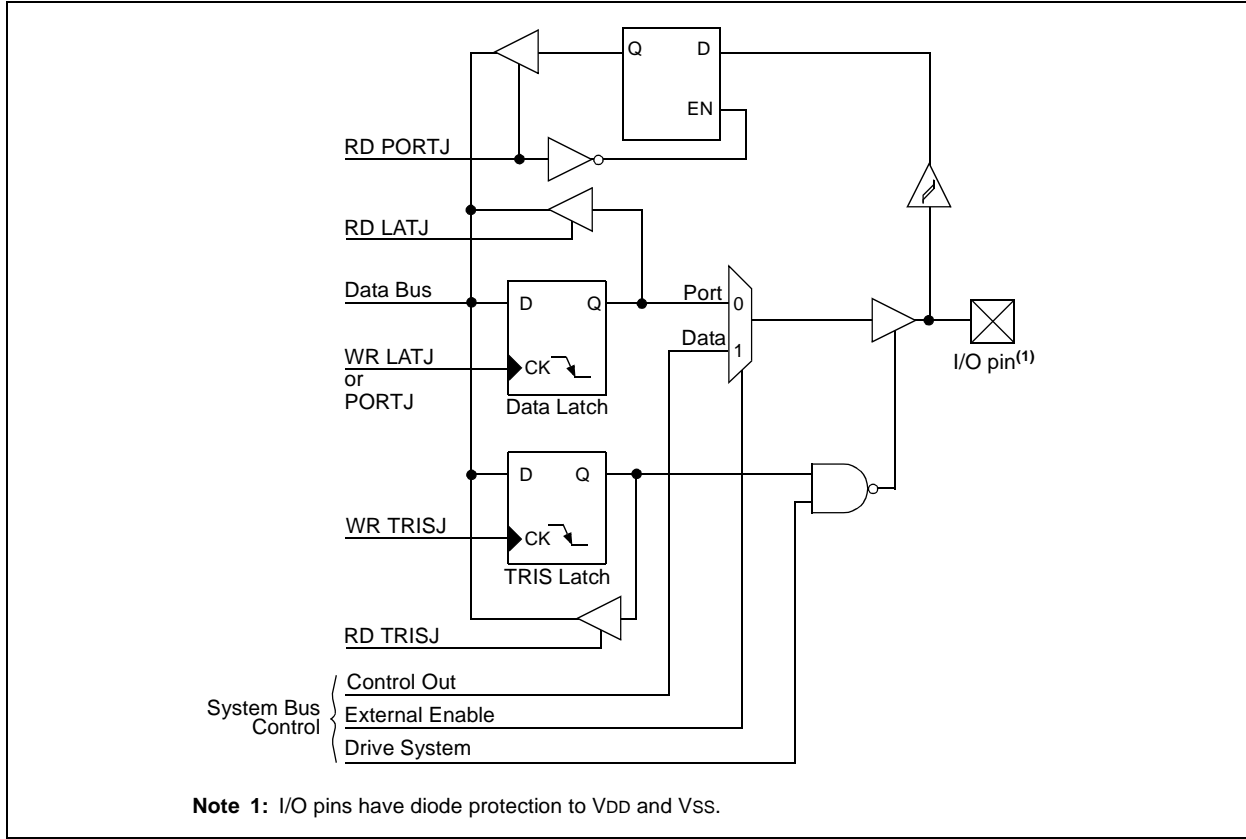 Q D
EN
RD PORTJ
RD LATJ
Data Bus
D Q
Port
0
Data
1
WR LATJ
or
PORTJ
CK
Data Latch
I/O pin(1)
D Q
WR TRISJ
CK
TRIS Latch
RD TRISJ
System Bus
Control
Control Out
External Enable
Drive System
Note 1: I/O pins have diode protection to VDD and VSS.